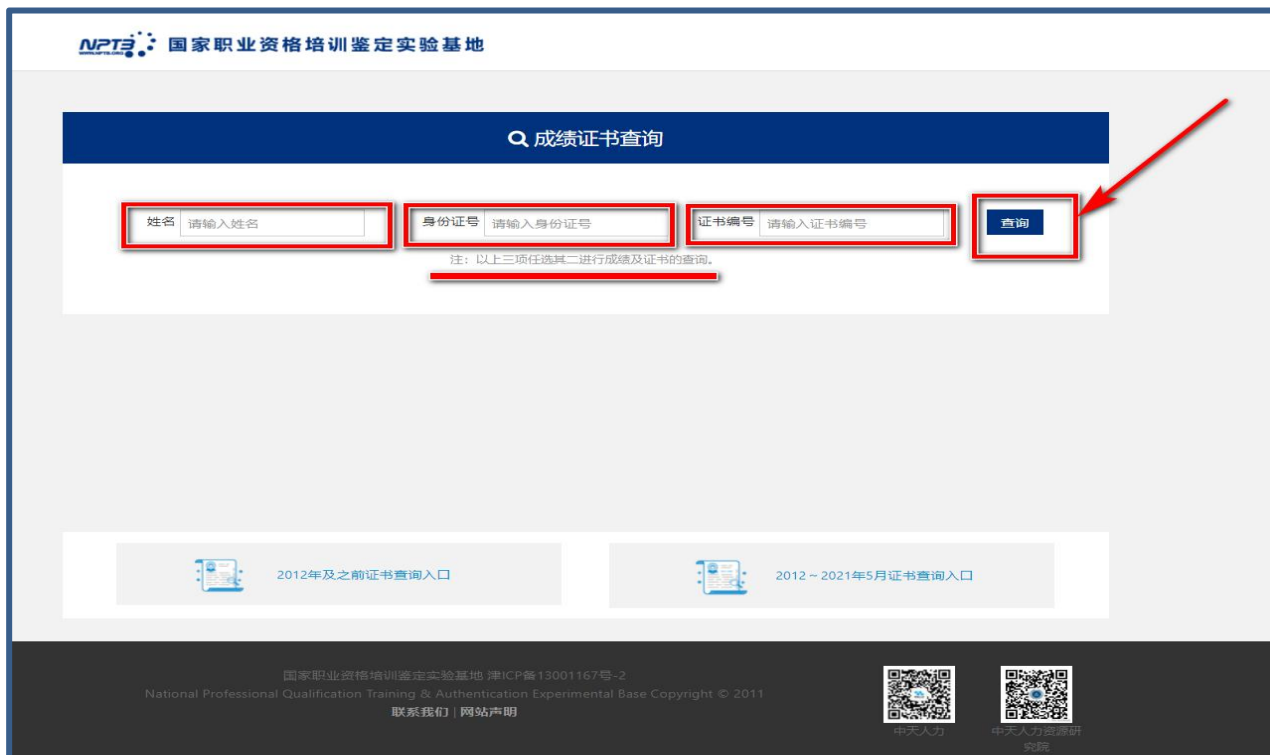 NPTB 国家职业资格培训鉴定实验基地
成绩证书查询
姓名 请输入姓名 身份证号 请输入身份证号 证书编号 请输入证书编号 查询
注：以上三项任选其二进行成绩及证书的查询。
2012年及之前证书查询入口 2012～2021年5月证书查询入口
国家职业资格培训鉴定实验基地 津ICP备13001167号-2
National Professional Qualification Training & Authentication Experimental Base Copyright © 2011
联系我们 | 网站声明
中天人力 中天人力资源研
究院